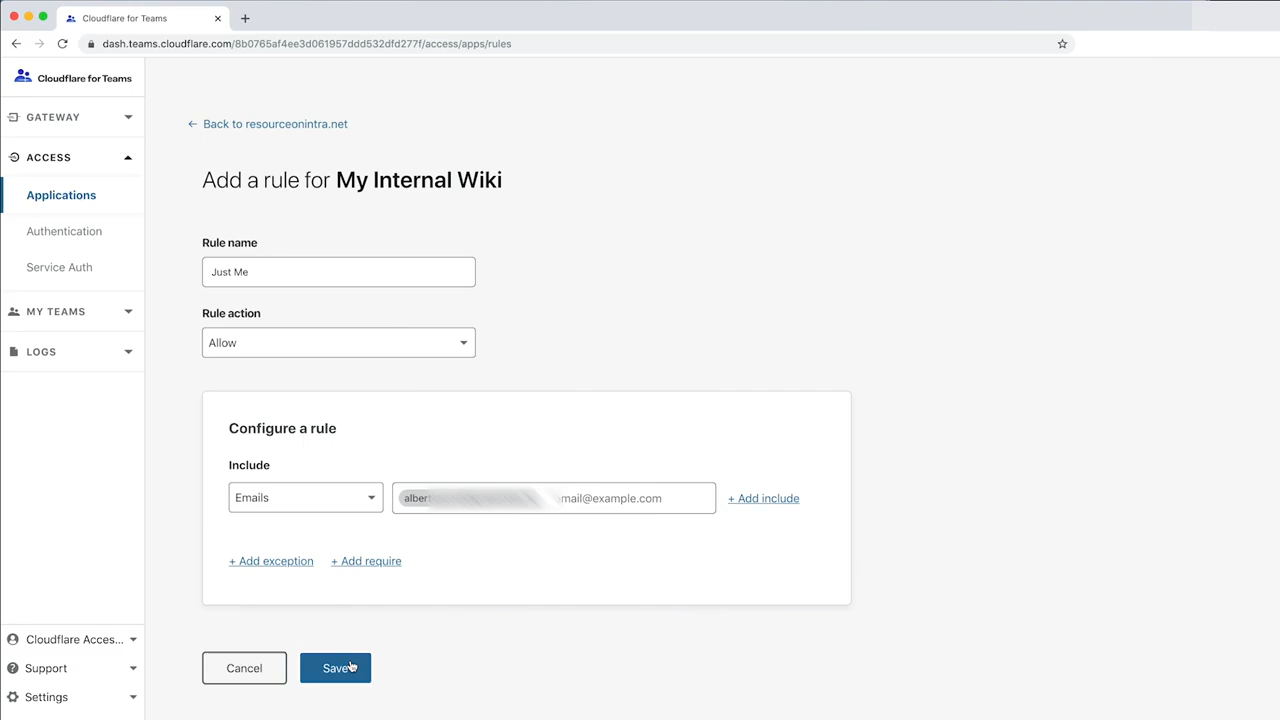 Cloudflare for Teams
dash.teams.cloudflare.com/8b0765af4ee3d061957ddd532dfd277f/access/apps/rules
Cloudflare for Teams
GATEWAY
ACCESS
Applications
Authentication
Service Auth
MY TEAMS
LOGS
Cloudflare Acces...
Support
Settings
← Back to resourceonintra.net
Add a rule for My Internal Wiki
Rule name
Just Me
Rule action
Allow
Configure a rule
Include
Emails
albert mail@example.com
+ Add include
+ Add exception
+ Add require
Cancel
Save